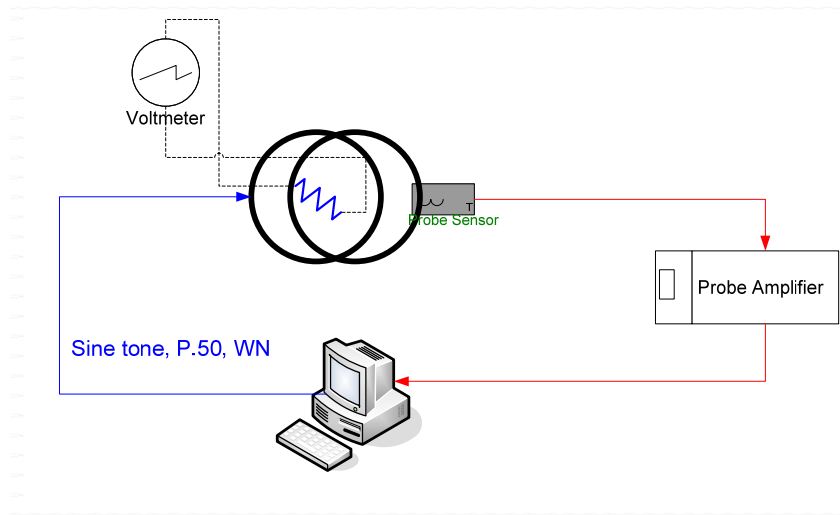 Voltmeter
T
Probe Sensor
Probe Amplifier
Sine tone, P.50, WN